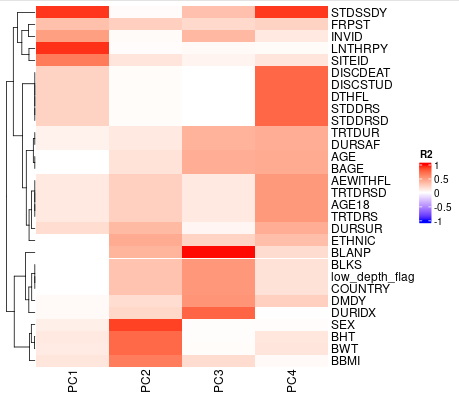 STDSSDY
FRPST
INVID
LNTHRPY
SITEID
DISCDEAT
DISCSTUD
DTHFL
STDDRS
STDDRSD
TRTDUR
DURSAF
AGE
BAGE
AEWITHFL
TRTDRSD
AGE18
TRTDRS
DURSUR
ETHNIC
BLANP
BLKS
low_depth_flag
COUNTRY
DMDY
DURIDX
SEX
BHT
BWT
BBMI
R2
1
0.5
0
-0.5
-1
PC1 PC2 PC3 PC4